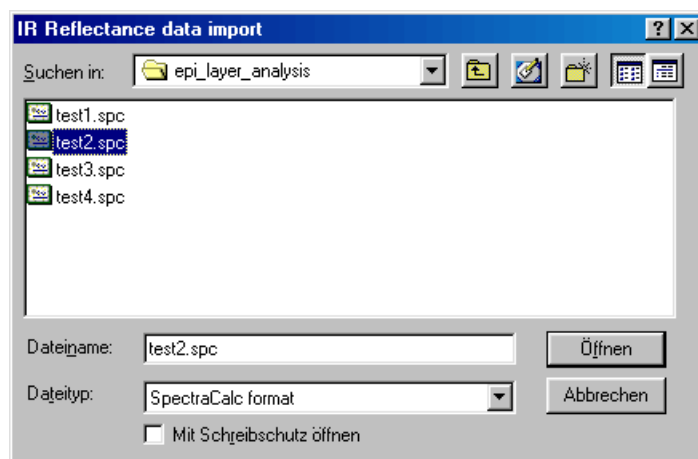 IR Reflectance data import
Suchen in: epi_layer_analysis
test1.spc
test2.spc
test3.spc
test4.spc
Dateiname: test2.spc Öffnen
Dateityp: SpectraCalc format Abbrechen
Mit Schreibschutz öffnen